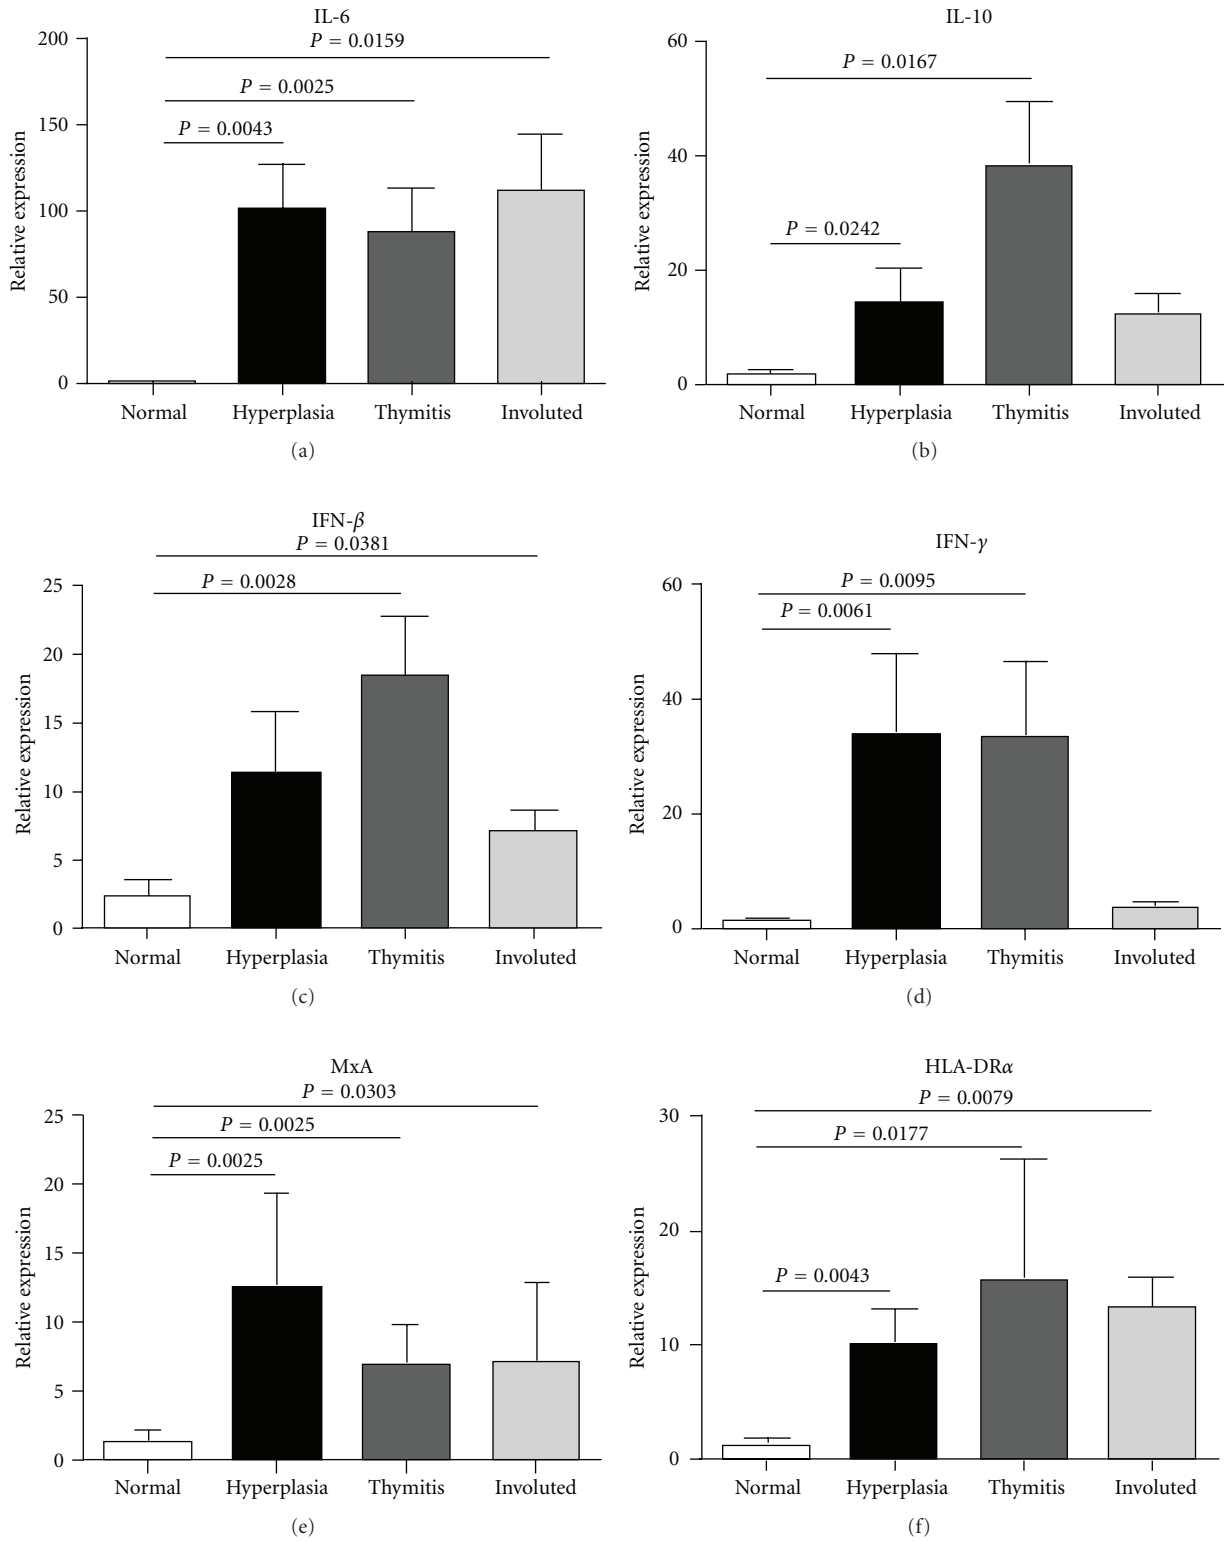 IL-6
P = 0.0159
P = 0.0025
P = 0.0043
200
150
100
50
0
Relative expression
Normal Hyperplasia Thymitis Involuted
(a)
IL-10
P = 0.0167
P = 0.0242
60
40
20
0
Relative expression
Normal Hyperplasia Thymitis Involuted
(b)
IFN-β
P = 0.0381
P = 0.0028
25
20
15
10
5
0
Relative expression
Normal Hyperplasia Thymitis Involuted
(c)
IFN-γ
P = 0.0095
P = 0.0061
60
40
20
0
Relative expression
Normal Hyperplasia Thymitis Involuted
(d)
MxA
P = 0.0303
P = 0.0025
P = 0.0025
25
20
15
10
5
0
Relative expression
Normal Hyperplasia Thymitis Involuted
(e)
HLA-DRα
P = 0.0079
P = 0.0177
P = 0.0043
30
20
10
0
Relative expression
Normal Hyperplasia Thymitis Involuted
(f)